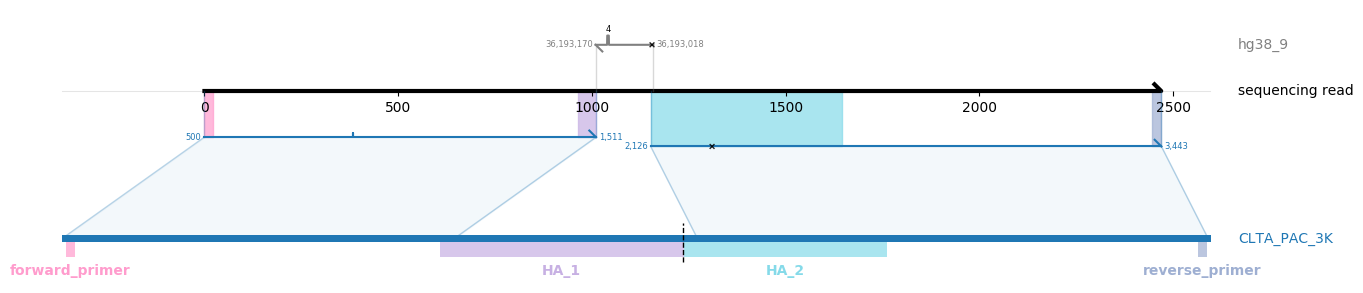 4
36,193,170
36,193,018
hg38_9
sequencing read
0
500
1000
1500
2000
2500
500
1,511
2,126
3,443
CLTA_PAC_3K
forward_primer
HA_1
HA_2
reverse_primer